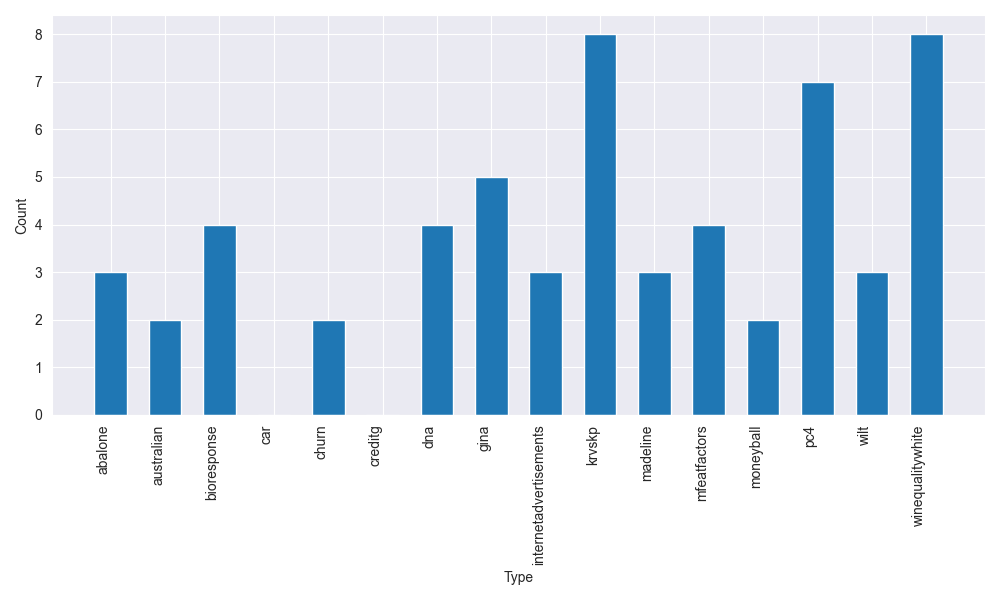 8
7
6
5
4
3
2
1
0
Count
abalone
australian
bioresponse
car
churn
creditg
dna
gina
internetadvertisements
krvskp
madeline
mfeatfactors
moneyball
pc4
wilt
winequalitywhite
Type